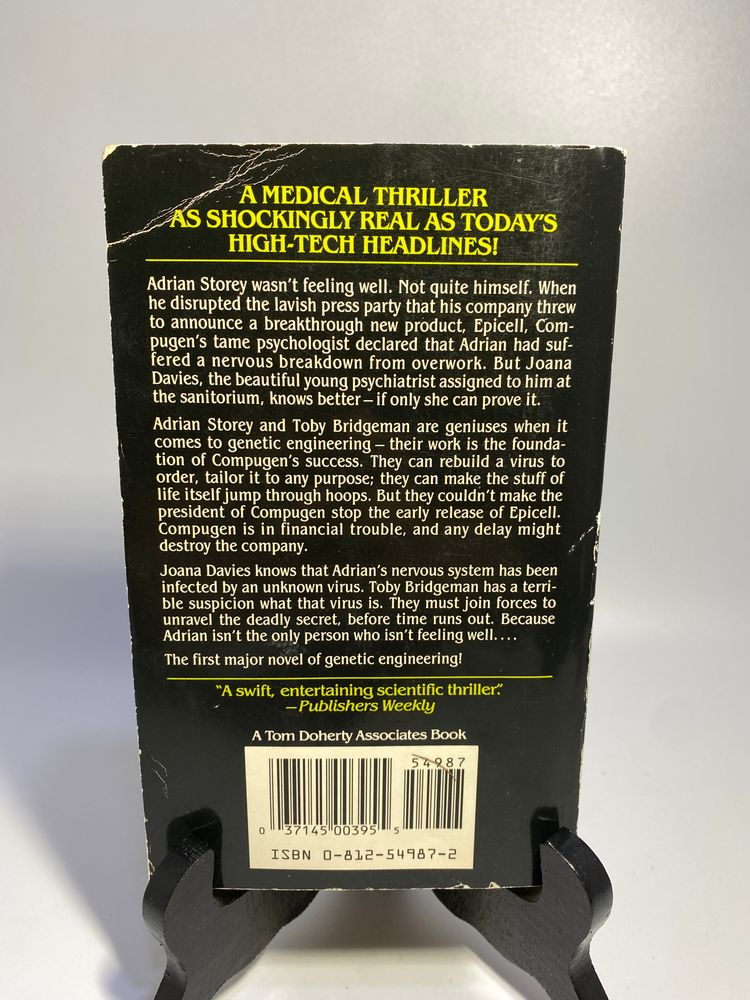 A MEDICAL THRILLER
AS SHOCKINGLY REAL AS TODAY'S
HIGH-TECH HEADLINES!
Adrian Storey wasn't feeling well. Not quite himself. When
he disrupted the lavish press party that his company threw
to announce a breakthrough new product, Epicell, Com-
pugen's tame psychologist declared that Adrian had suf-
fered a nervous breakdown from overwork. But Joana
Davies, the beautiful young psychiatrist assigned to him at
the sanitorium, knows better—if only she can prove it.
Adrian Storey and Toby Bridgeman are geniuses when it
comes to genetic engineering—their work is the founda-
tion of Compugen's success. They can rebuild a virus to
order, tailor it to any purpose; they can make the stuff of
life itself jump through hoops. But they couldn't make the
president of Compugen stop the early release of Epicell.
Compugen is in financial trouble, and any delay might
destroy the company.
Joana Davies knows that Adrian's nervous system has been
infected by an unknown virus. Toby Bridgeman has a terri-
ble suspicion what that virus is. They must join forces to
unravel the deadly secret, before time runs out. Because
Adrian isn't the only person who isn't feeling well....
The first major novel of genetic engineering!
"A swift, entertaining scientific thriller."
—Publishers Weekly
A Tom Doherty Associates Book
54987
0 37145 00395 5
ISBN 0-812-54987-2